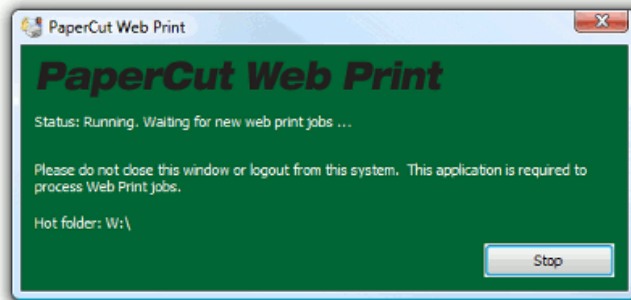 PaperCut Web Print
PaperCut Web Print
Status: Running. Waiting for new web print jobs ...
Please do not close this window or logout from this system. This application is required to
process Web Print jobs.
Hot folder: W:\
Stop